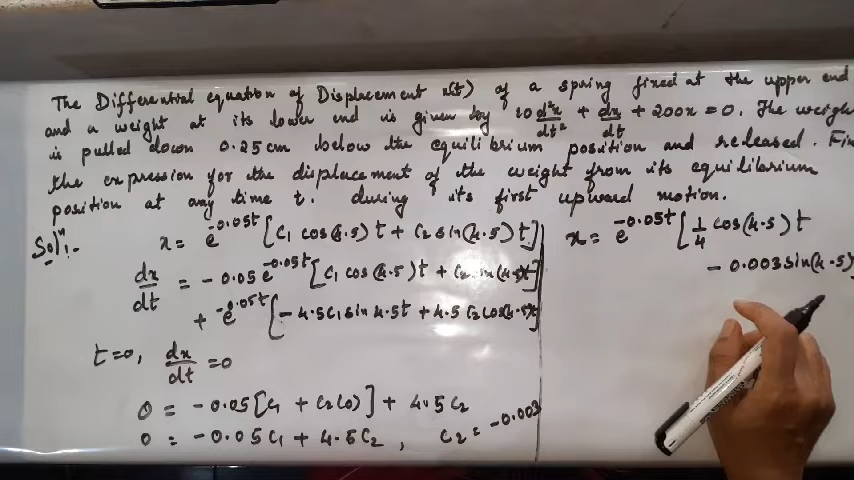 The Differential equation of Displacement x(t) of a spring fixed at the upper end
and a weight at its lower end is given by 10 d²x/dt² + dx/dt + 200x = 0. The weigh
is pulled down 0.25cm below the equilibrium position and released. Fin
the expression for the displacement of the weight from its equilibrium
position at any time t. during its first upward motion.
Solⁿ:-
x = e^-0.05t [C₁ cos(4.5)t + C₂ sin(4.5)t]
dx/dt = -0.05 e^-0.05t [C₁ cos(4.5)t + C₂ sin(4.5)t]
+ e^-0.05t [-4.5C₁ sin 4.5t + 4.5 C₂ cos(4.5)t]
t=0, dx/dt = 0
0 = -0.05[C₁ + C₂(0)] + 4.5 C₂
0 = -0.05 C₁ + 4.5 C₂, C₂ = -0.003
x = e^-0.05t [1/4 cos(4.5)t
- 0.003 sin(4.5)